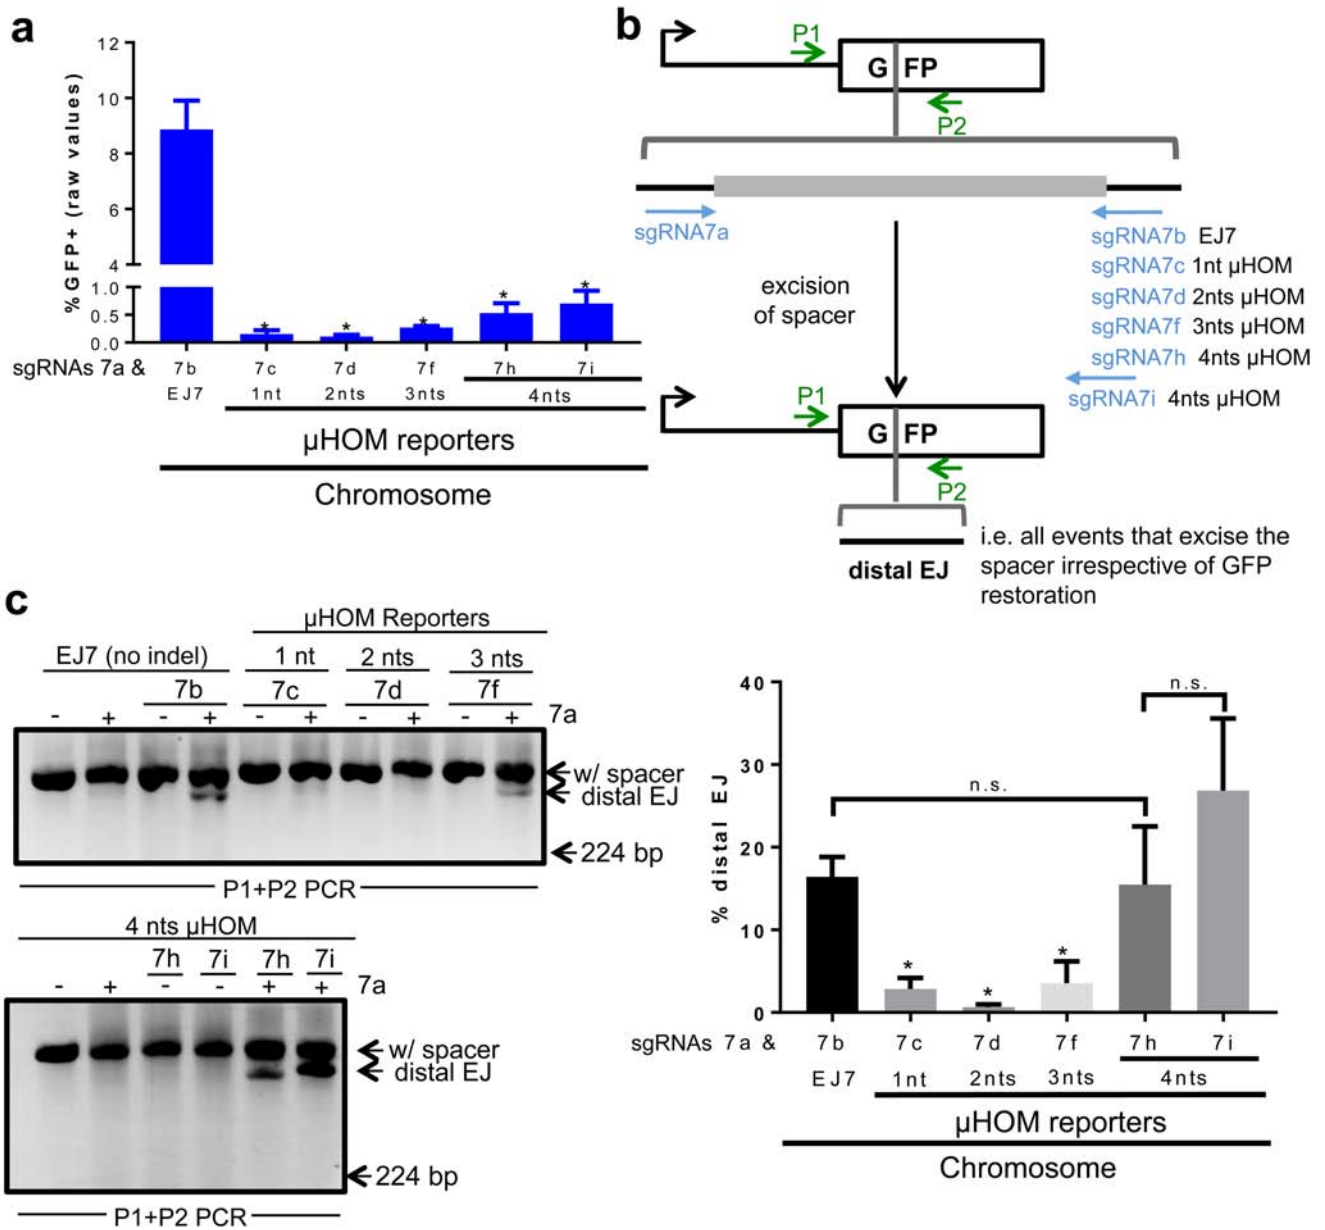 a
12
10
8
6
4
1.0
0.5
0.0
%GFP+ (raw values)
*
*
*
*
*
sgRNAs 7a &
7b
7c
7d
7f
7h
7i
EJ7
1nt
2nts
3nts
4nts
µHOM reporters
Chromosome
b
P1
G FP
P2
sgRNA7a
sgRNA7b EJ7
sgRNA7c 1nt µHOM
sgRNA7d 2nts µHOM
sgRNA7f 3nts µHOM
sgRNA7h 4nts µHOM
sgRNA7i 4nts µHOM
excision
of spacer
P1
G FP
P2
distal EJ
i.e. all events that excise the
spacer irrespective of GFP
restoration
c
µHOM Reporters
EJ7 (no indel)
1 nt
2 nts
3 nts
7b
7c
7d
7f
- + - + - + - + - + 7a
w/ spacer
distal EJ
224 bp
P1+P2 PCR
4 nts µHOM
7h
7i
7h
7i
- + - - + + 7a
w/ spacer
distal EJ
224 bp
P1+P2 PCR
40
30
20
10
0
% distal EJ
n.s.
n.s.
*
*
*
sgRNAs 7a &
7b
7c
7d
7f
7h
7i
EJ7
1nt
2nts
3nts
4nts
µHOM reporters
Chromosome